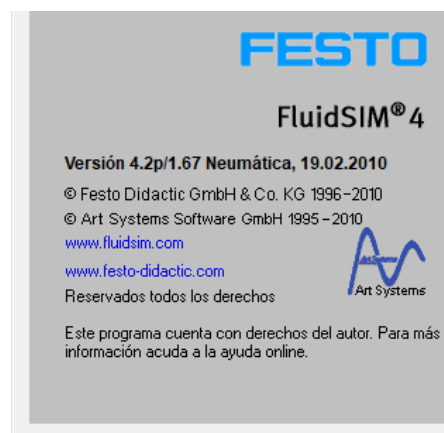 FESTO
FluidSIM®4
Versión 4.2p/1.67 Neumática, 19.02.2010
© Festo Didactic GmbH & Co. KG 1996-2010
© Art Systems Software GmbH 1995-2010
www.fluidsim.com
www.festo-didactic.com
Art Systems
Reservados todos los derechos
Art Systems
Este programa cuenta con derechos del autor. Para más
información acuda a la ayuda online.